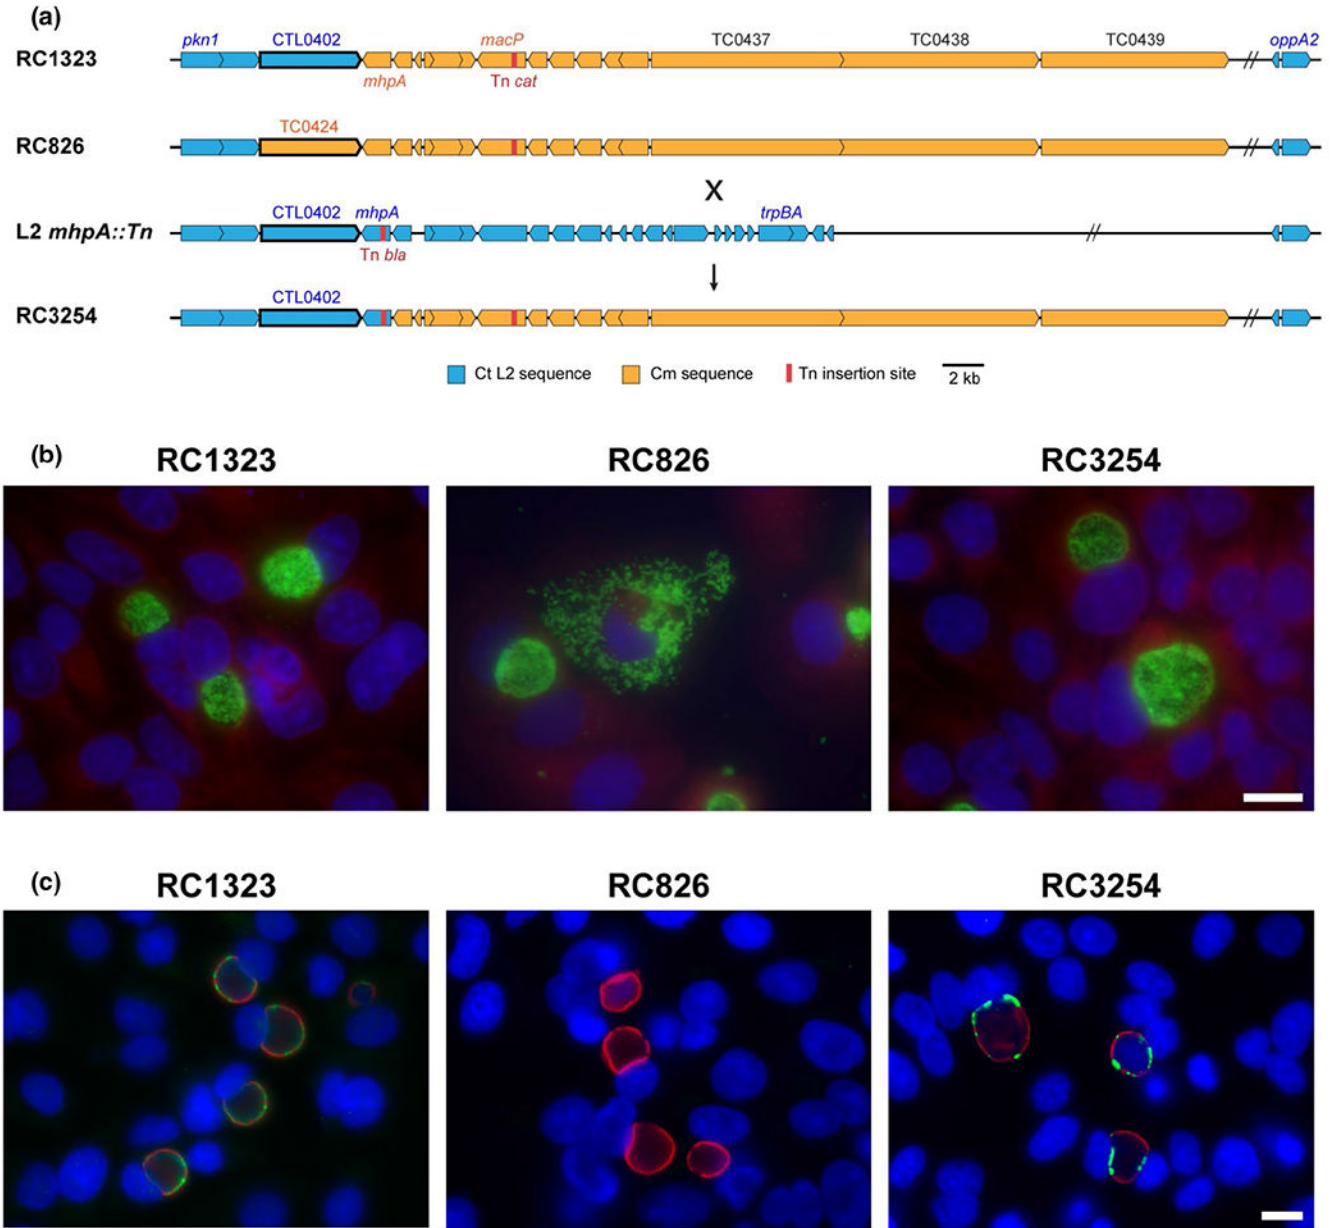 (a)
pkn1 CTL0402 macP TC0437 TC0438 TC0439 oppA2
RC1323
mhpA Tn cat
TC0424
RC826
X
CTL0402 mhpA trpBA
L2 mhpA::Tn
Tn bla
CTL0402
RC3254
Ct L2 sequence Cm sequence Tn insertion site 2 kb
(b) RC1323 RC826 RC3254
(c) RC1323 RC826 RC3254